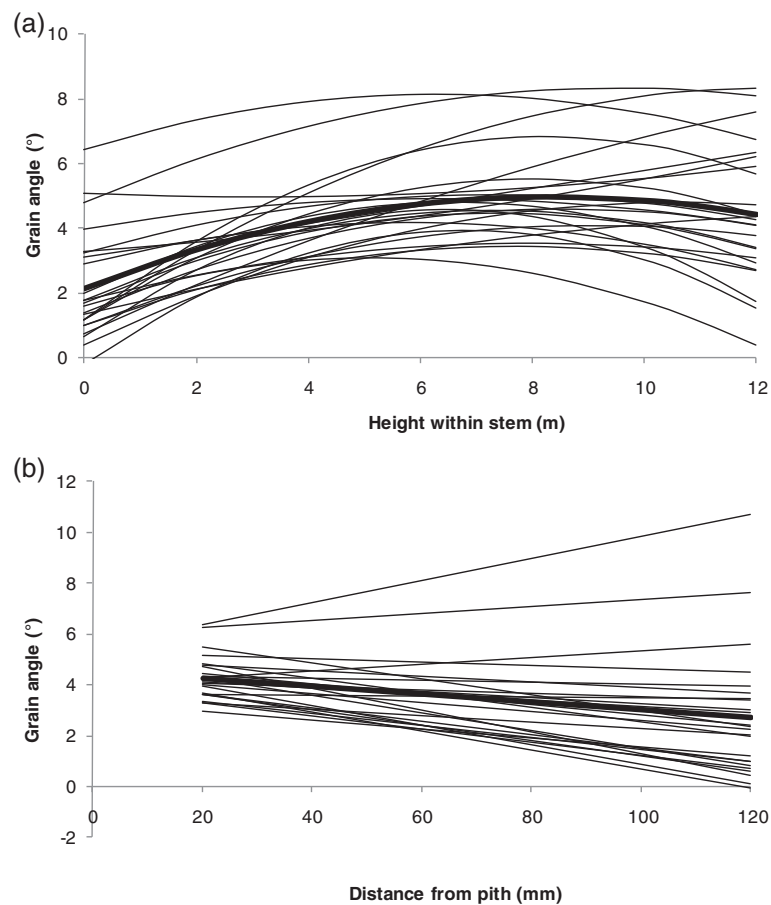 (a)
10
8
6
4
2
0
Grain angle (°)
0 2 4 6 8 10 12
Height within stem (m)
(b)
12
10
8
6
4
2
0
-2
Grain angle (°)
0 20 40 60 80 100 120
Distance from pith (mm)